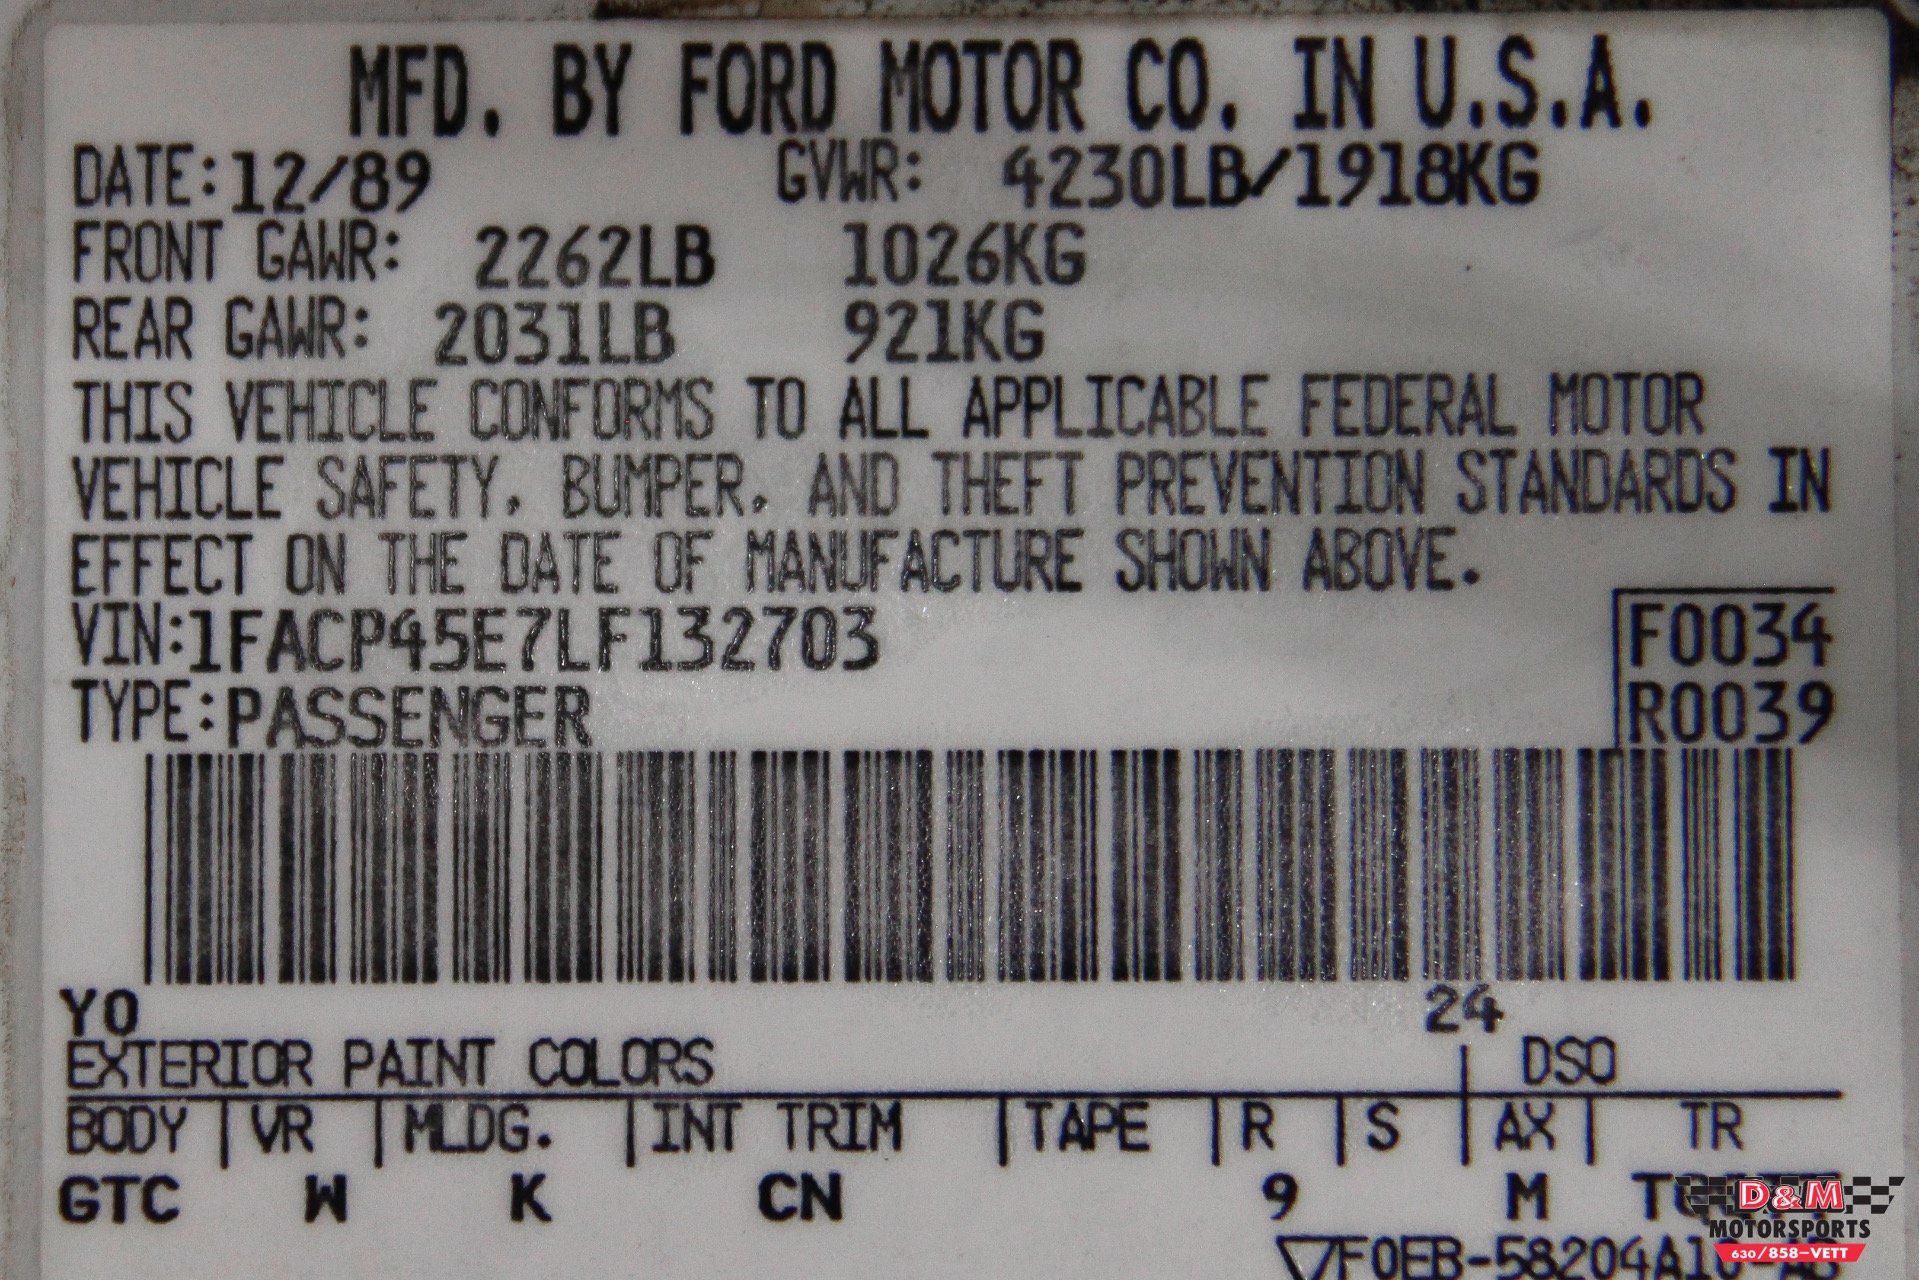 MFD. BY FORD MOTOR CO. IN U.S.A.
DATE: 12/89 GVWR: 4230LB/1918KG
FRONT GAWR: 2262LB 1026KG
REAR GAWR: 2031LB 921KG
THIS VEHICLE CONFORMS TO ALL APPLICABLE FEDERAL MOTOR
VEHICLE SAFETY, BUMPER, AND THEFT PREVENTION STANDARDS IN
EFFECT ON THE DATE OF MANUFACTURE SHOWN ABOVE.
VIN:1FACP45E7LF132703 F0034
TYPE:PASSENGER R0039
YO 24
EXTERIOR PAINT COLORS DSO
BODY VR MLDG. INT TRIM TAPE R S AX TR
GTC W K CN 9 M
D&M
MOTORSPORTS
630/858-VETT